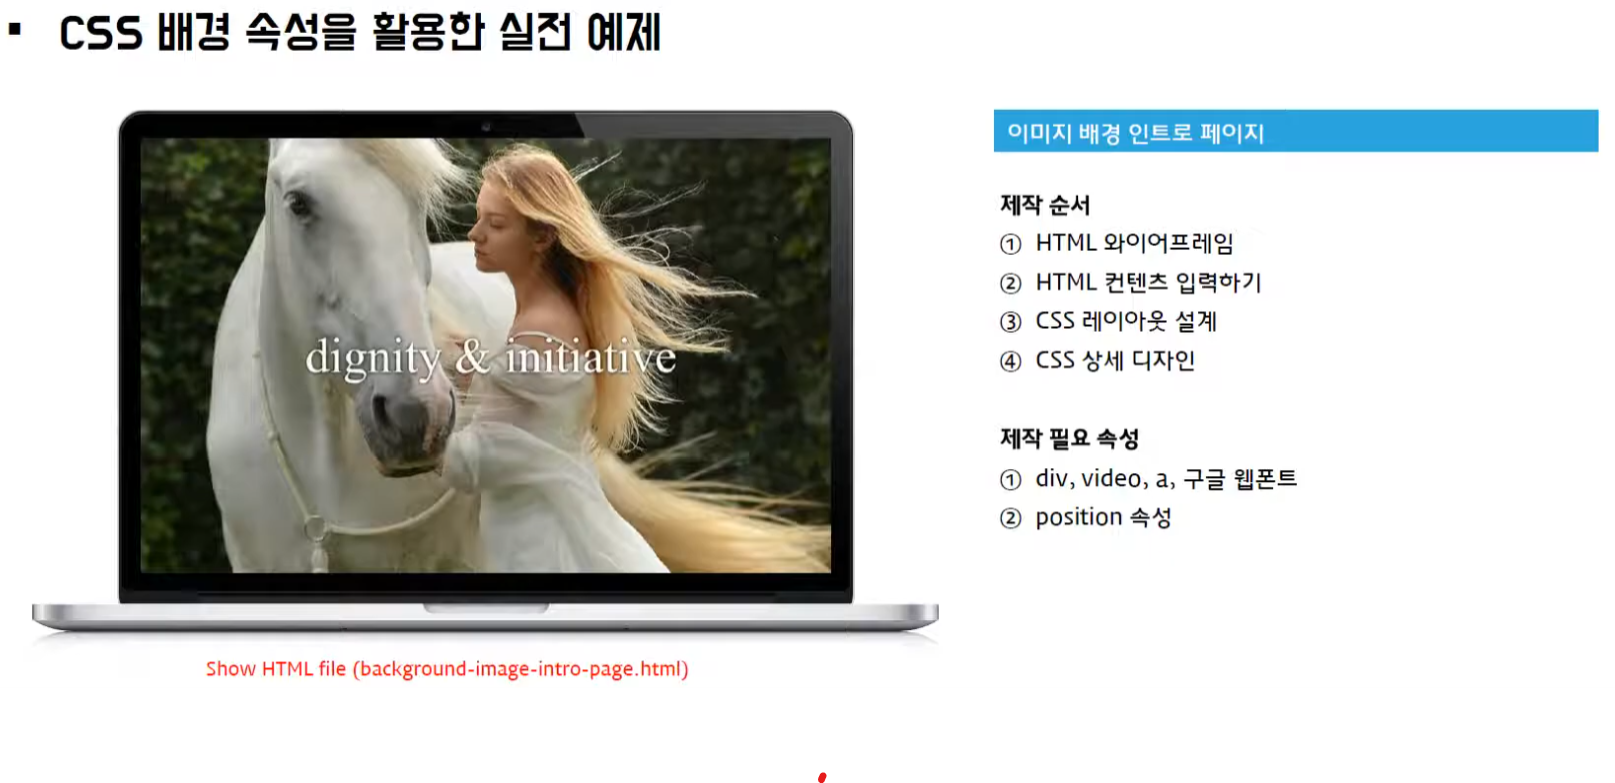 ▪ CSS 배경 속성을 활용한 실전 예제
dignity & initiative
Show HTML file (background-image-intro-page.html)
이미지 배경 인트로 페이지
제작 순서
① HTML 와이어프레임
② HTML 컨텐츠 입력하기
③ CSS 레이아웃 설계
④ CSS 상세 디자인
제작 필요 속성
① div, video, a, 구글 웹폰트
② position 속성